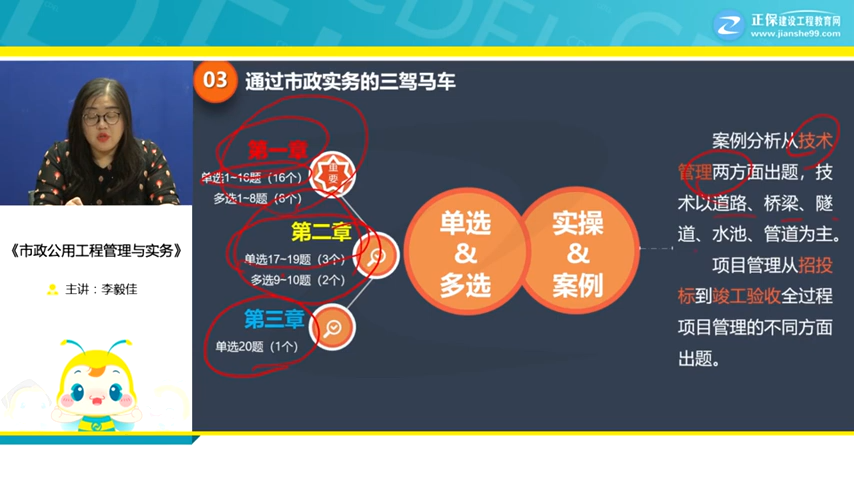 正保建设工程教育网
www.jianshe99.com
03 通过市政实务的三驾马车
第一章
重要
单选1~16题（16个）
多选1~8题（8个）
第二章
单选17~19题（3个）
多选9~10题（2个）
第三章
单选20题（1个）
单选
&
多选
实操
&
案例
案例分析从技术
管理两方面出题，技
术以道路、桥梁、隧
道、水池、管道为主。
项目管理从招投
标到竣工验收全过程
项目管理的不同方面
出题。
《市政公用工程管理与实务》
主讲：李毅佳